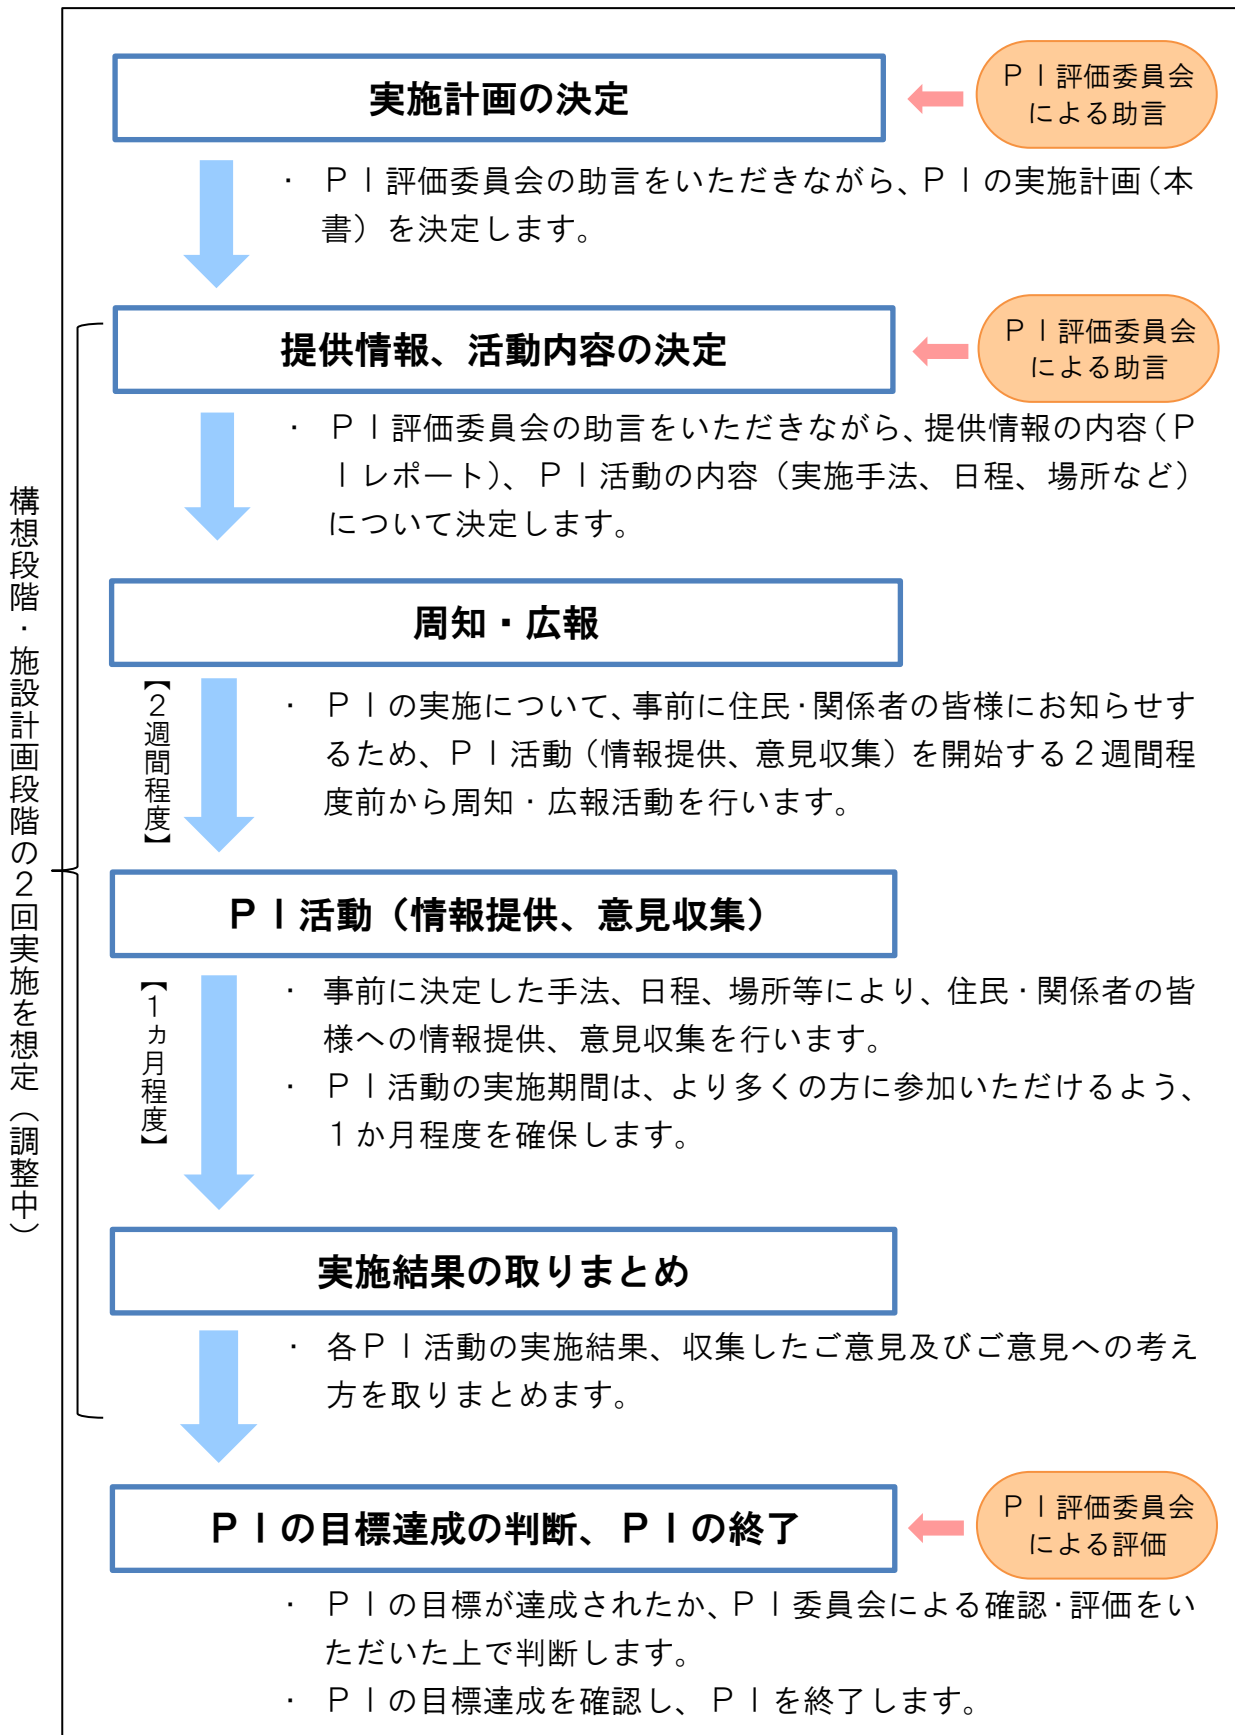 実施計画の決定
ＰＩ評価委員会
による助言
・ ＰＩ評価委員会の助言をいただきながら、ＰＩの実施計画（本
書）を決定します。
構想段階・施設計画段階の２回実施を想定（調整中）
提供情報、活動内容の決定
ＰＩ評価委員会
による助言
・ ＰＩ評価委員会の助言をいただきながら、提供情報の内容（Ｐ
Ｉレポート）、ＰＩ活動の内容（実施手法、日程、場所など）
について決定します。
周知・広報
【２週間程度】
・ ＰＩの実施について、事前に住民・関係者の皆様にお知らせす
るため、ＰＩ活動（情報提供、意見収集）を開始する２週間程
度前から周知・広報活動を行います。
ＰＩ活動（情報提供、意見収集）
【１ヵ月程度】
・ 事前に決定した手法、日程、場所等により、住民・関係者の皆
様への情報提供、意見収集を行います。
・ ＰＩ活動の実施期間は、より多くの方に参加いただけるよう、
１か月程度を確保します。
実施結果の取りまとめ
・ 各ＰＩ活動の実施結果、収集したご意見及びご意見への考え
方を取りまとめます。
ＰＩの目標達成の判断、ＰＩの終了
ＰＩ評価委員会
による評価
・ ＰＩの目標が達成されたか、ＰＩ委員会による確認・評価をい
ただいた上で判断します。
・ ＰＩの目標達成を確認し、ＰＩを終了します。